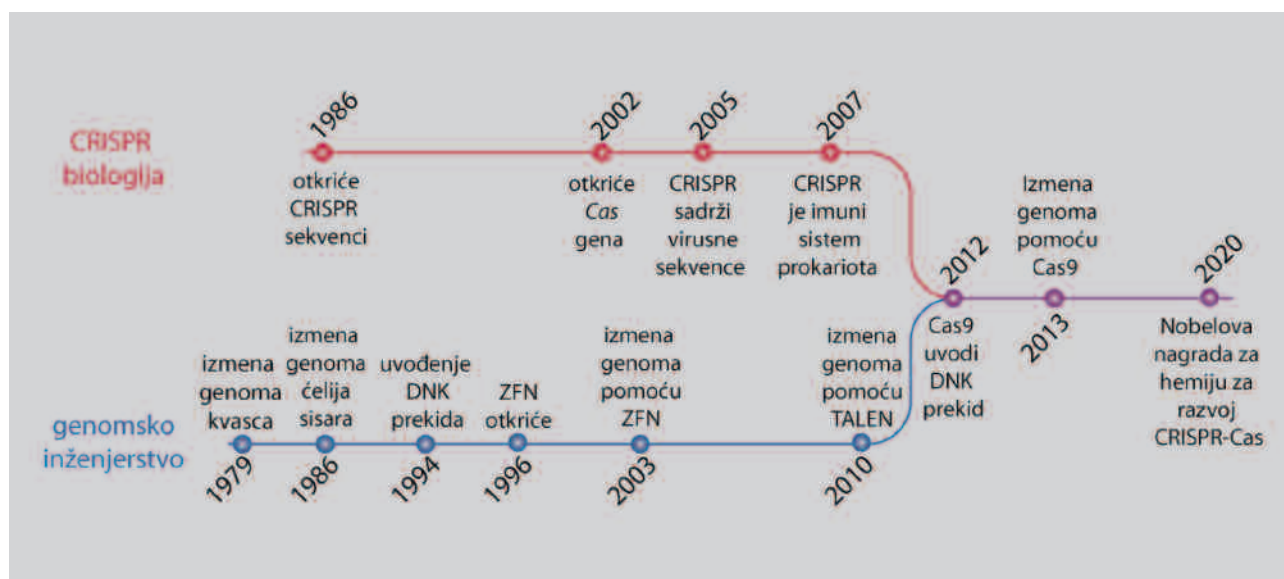 CRISPR
biologija
1986
otkriće
CRISPR
sekvenci
2002
otkriće
Cas
gena
2005
CRISPR
sadrži
virusne
sekvence
2007
CRISPR
je imuni
sistem
prokariota
genomsko
inženjerstvo
izmena
genoma
kvasca
1979
izmena
genoma
ćelija
sisara
1986
uvođenje
DNK
prekida
1994
ZFN
otkriće
1996
izmena
genoma
pomoću
ZFN
2003
izmena
genoma
pomoću
TALEN
2010
2012
Cas9
uvodi
DNK
prekid
Izmena
genoma
pomoću
Cas9
2013
2020
Nobelova
nagrada za
hemiju za
razvoj
CRISPR-Cas